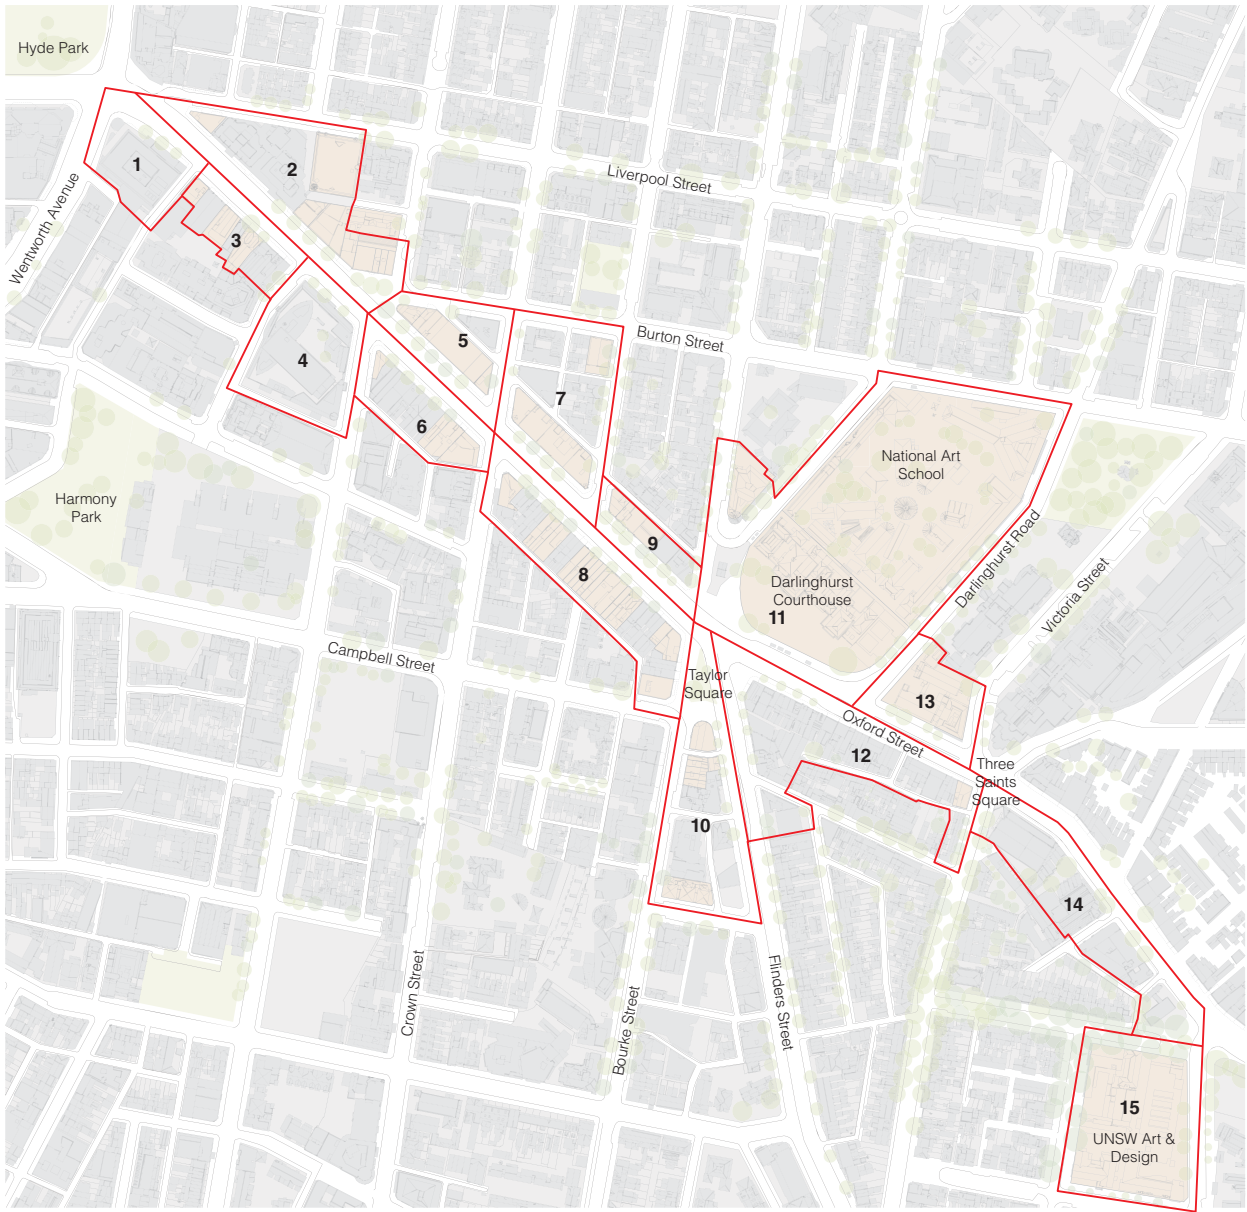 Hyde Park
1
2
Liverpool Street
Wentworth Avenue
3
Burton Street
5
4
7
6
National Art
School
Harmony
Park
9
Darlinghurst Road
8
Darlinghurst
Courthouse
11
Victoria Street
Campbell Street
Taylor
Square
13
Oxford Street
12
Three
Saints
Square
10
14
Crown Street
Flinders Street
Bourke Street
15
UNSW Art &
Design